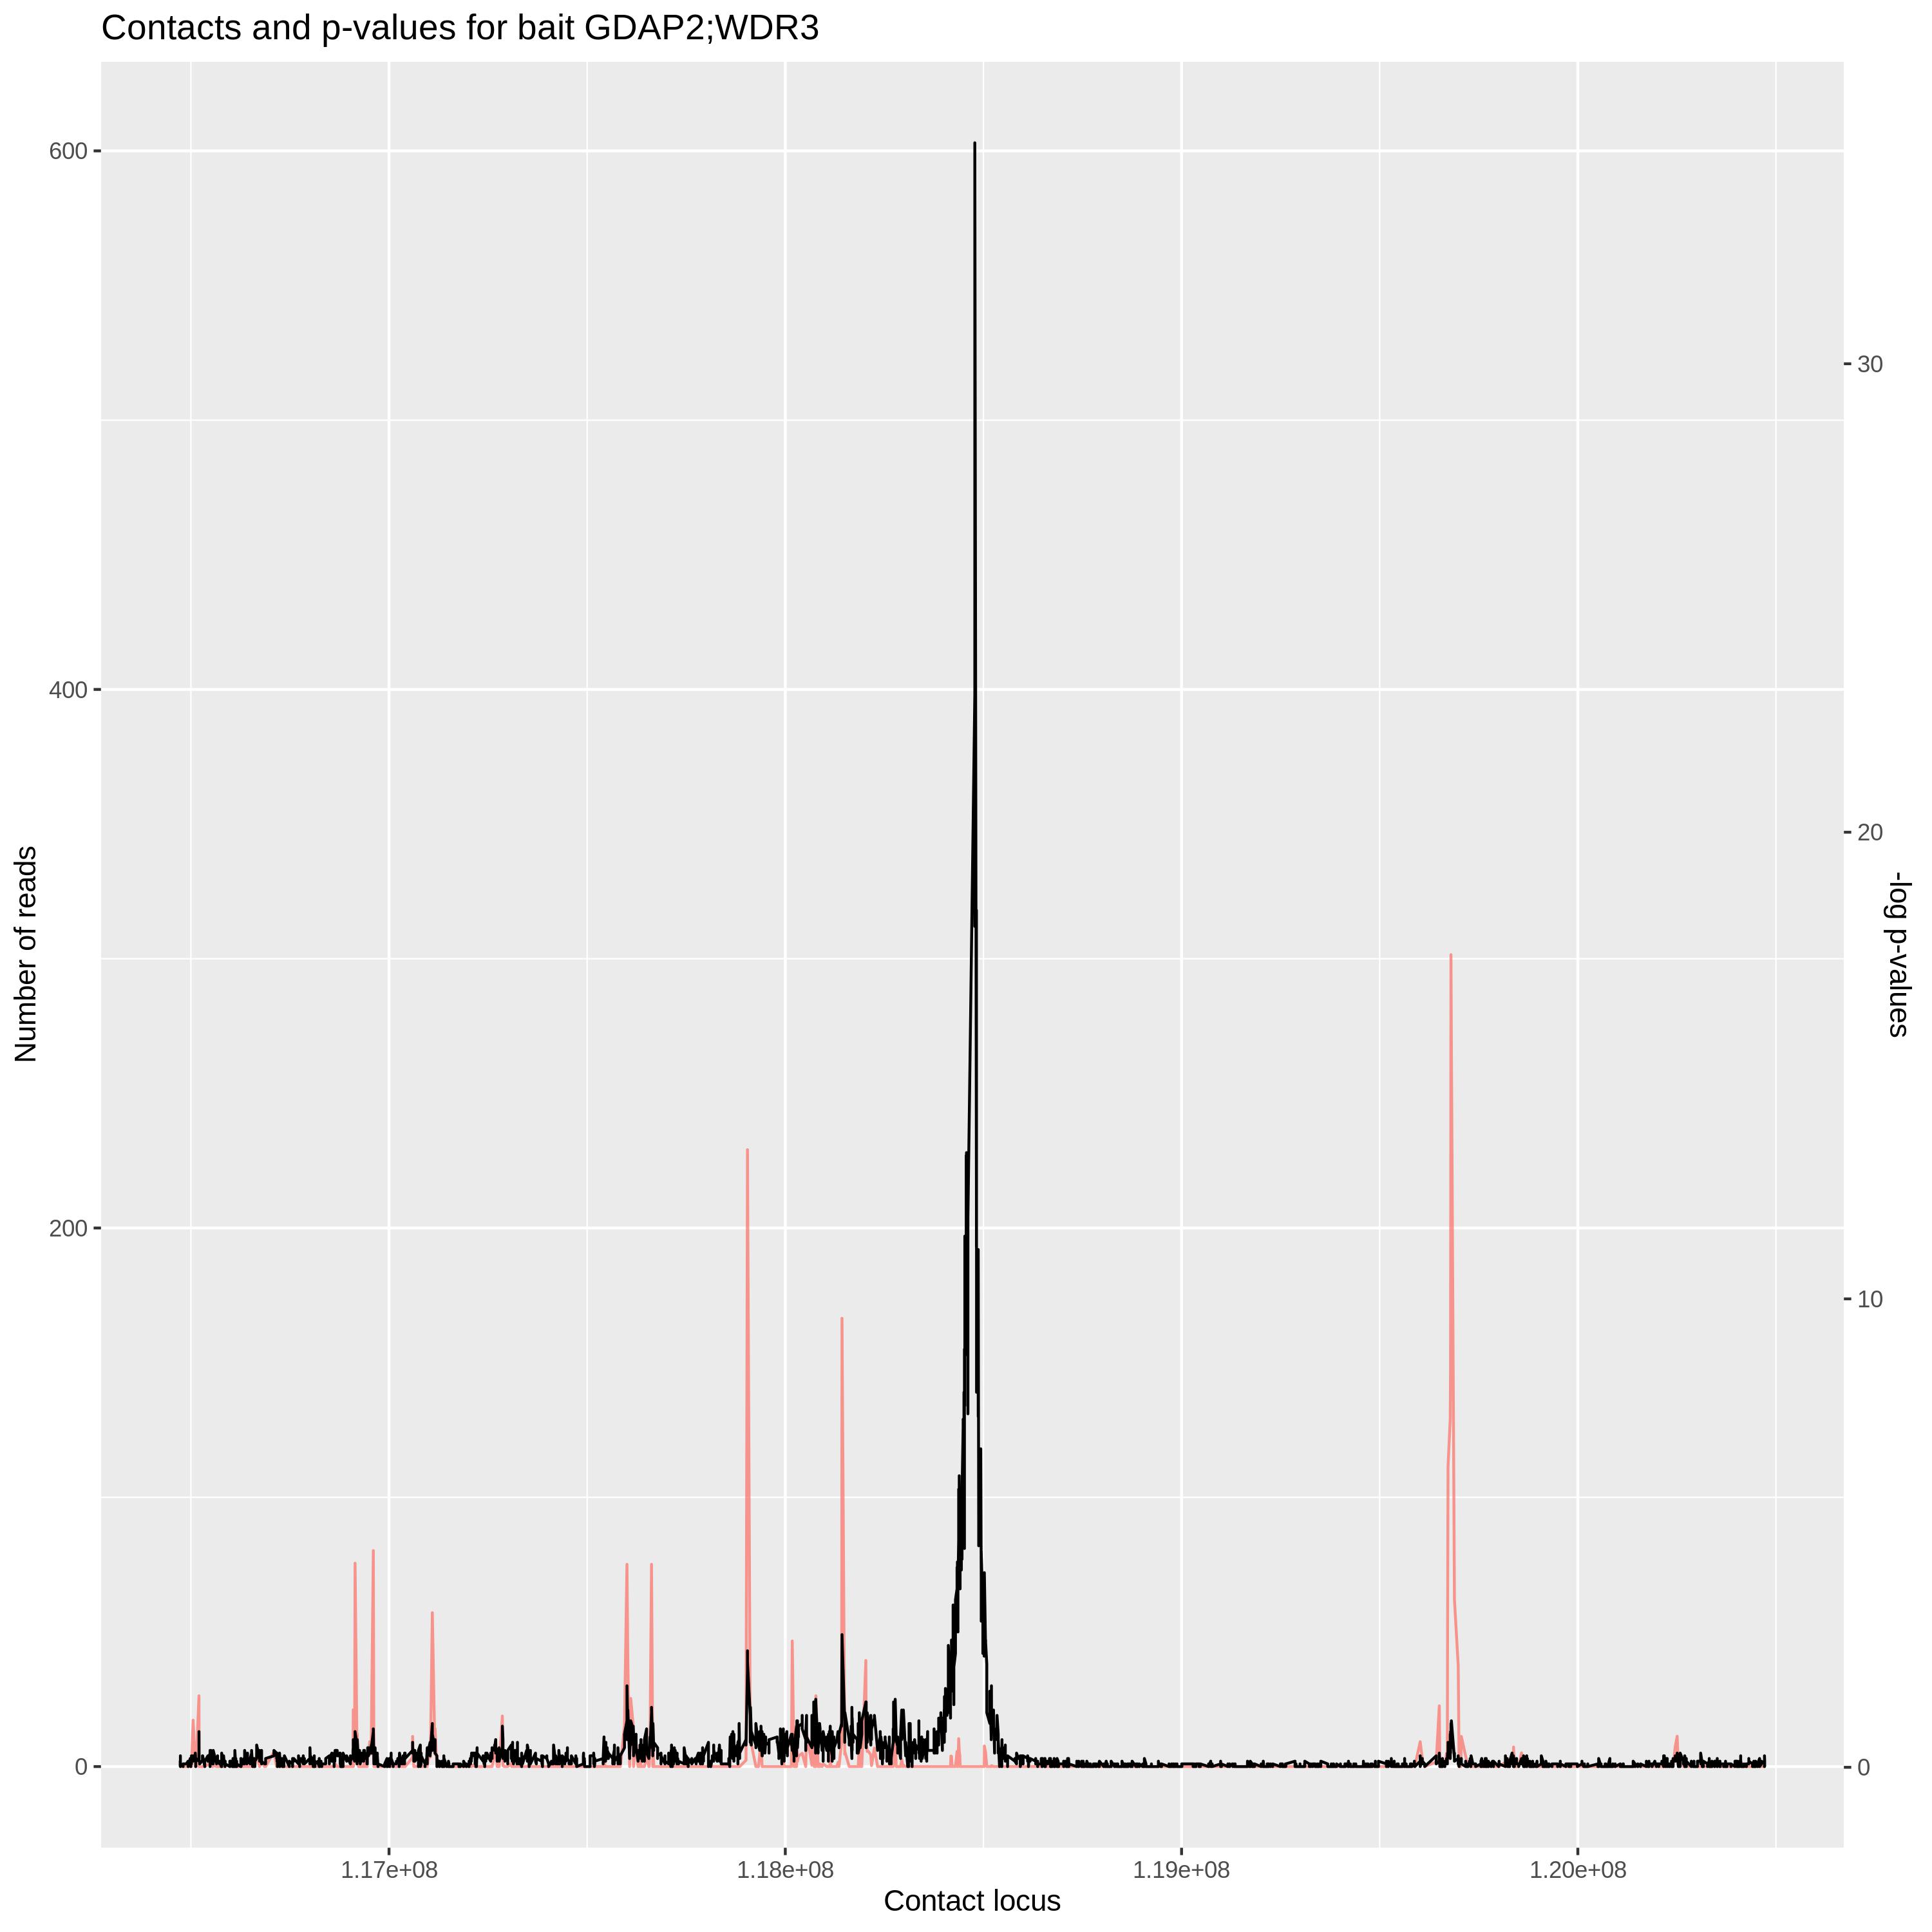 Contacts and p-values for bait GDAP2;WDR3
600
400
200
0
Number of reads
30
20
10
0
-log p-values
1.17e+08
1.18e+08
1.19e+08
1.20e+08
Contact locus